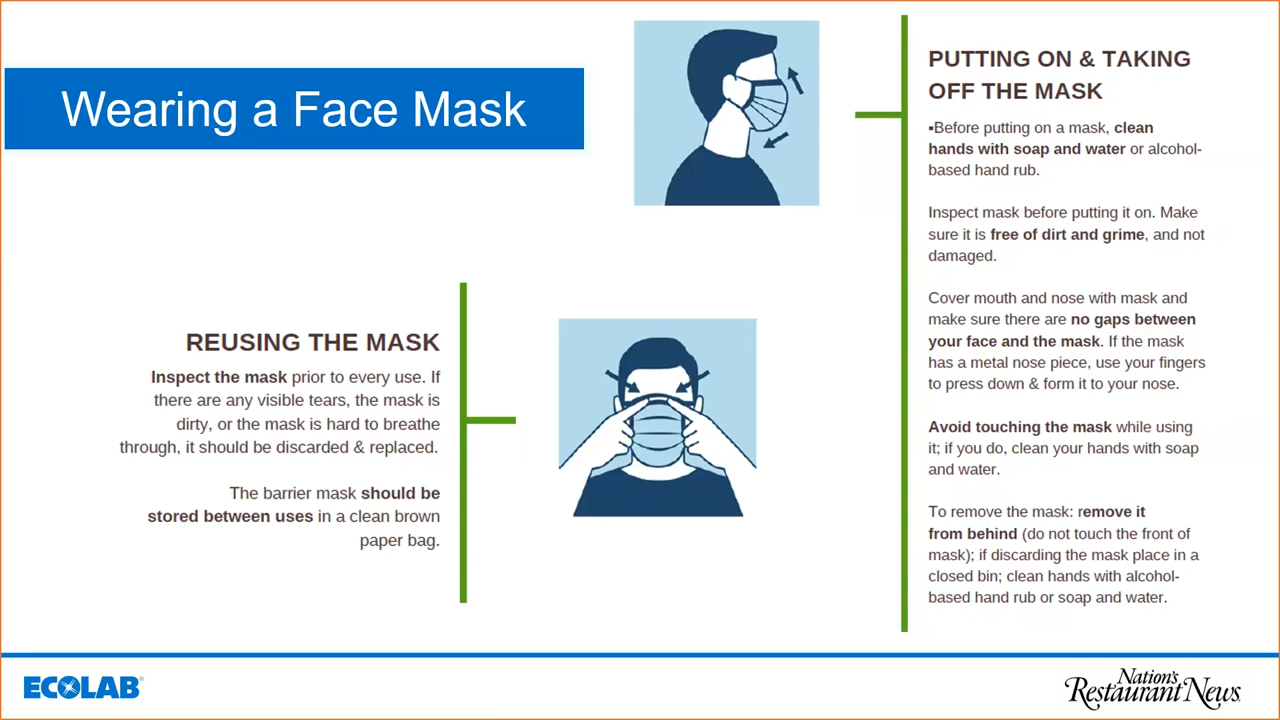 Wearing a Face Mask
PUTTING ON & TAKING
OFF THE MASK
▪Before putting on a mask, clean
hands with soap and water or alcohol-
based hand rub.
Inspect mask before putting it on. Make
sure it is free of dirt and grime, and not
damaged.
Cover mouth and nose with mask and
make sure there are no gaps between
your face and the mask. If the mask
has a metal nose piece, use your fingers
to press down & form it to your nose.
Avoid touching the mask while using
it; if you do, clean your hands with soap
and water.
To remove the mask: remove it
from behind (do not touch the front of
mask); if discarding the mask place in a
closed bin; clean hands with alcohol-
based hand rub or soap and water.
REUSING THE MASK
Inspect the mask prior to every use. If
there are any visible tears, the mask is
dirty, or the mask is hard to breathe
through, it should be discarded & replaced.
The barrier mask should be
stored between uses in a clean brown
paper bag.
ECOLAB®
Nation's
Restaurant News